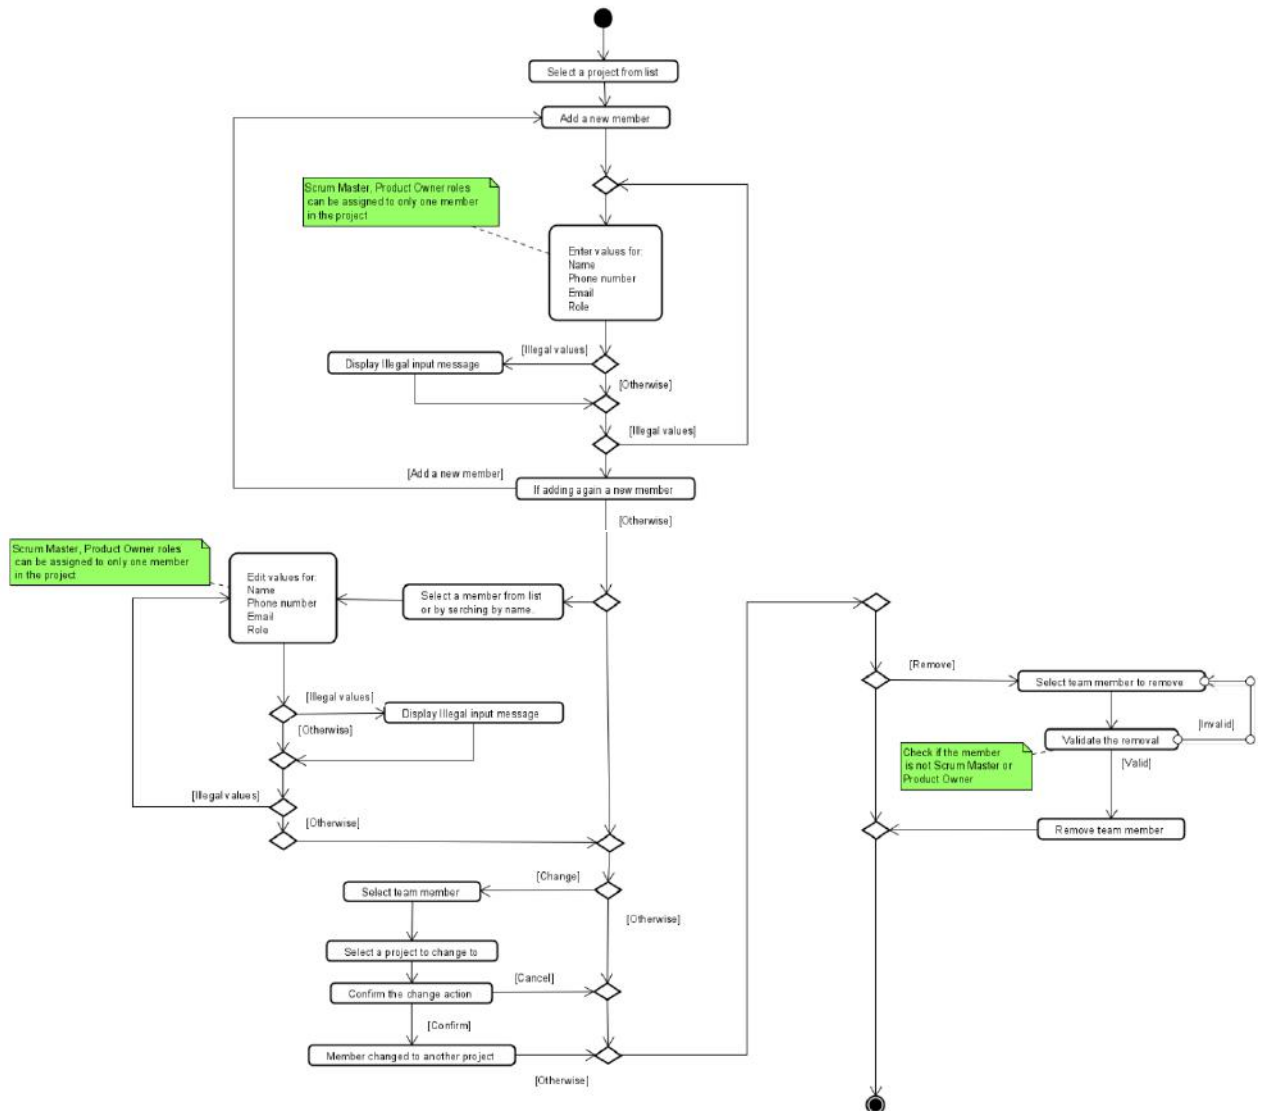 Select a project from list
Add a new member
Scrum Master, Product Owner roles
can be assigned to only one member
in the project
Enter values for:
Name
Phone number
Email
Role
[Illegal values]
Display Illegal input message
[Otherwise]
[Illegal values]
[Add a new member]
If adding again a new member
[Otherwise]
Scrum Master, Product Owner roles
can be assigned to only one member
in the project
Edit values for:
Name
Phone number
Email
Role
Select a member from list
or by serching by name.
[Illegal values]
Display Illegal input message
[Otherwise]
[Illegal values]
[Otherwise]
[Change]
Select team member
[Otherwise]
Select a project to change to
[Cancel]
Confirm the change action
[Confirm]
Member changed to another project
[Otherwise]
[Remove]
Select team member to remove
[Invalid]
Validate the removal
Check if the member
is not Scrum Master or
Product Owner
[Valid]
Remove team member